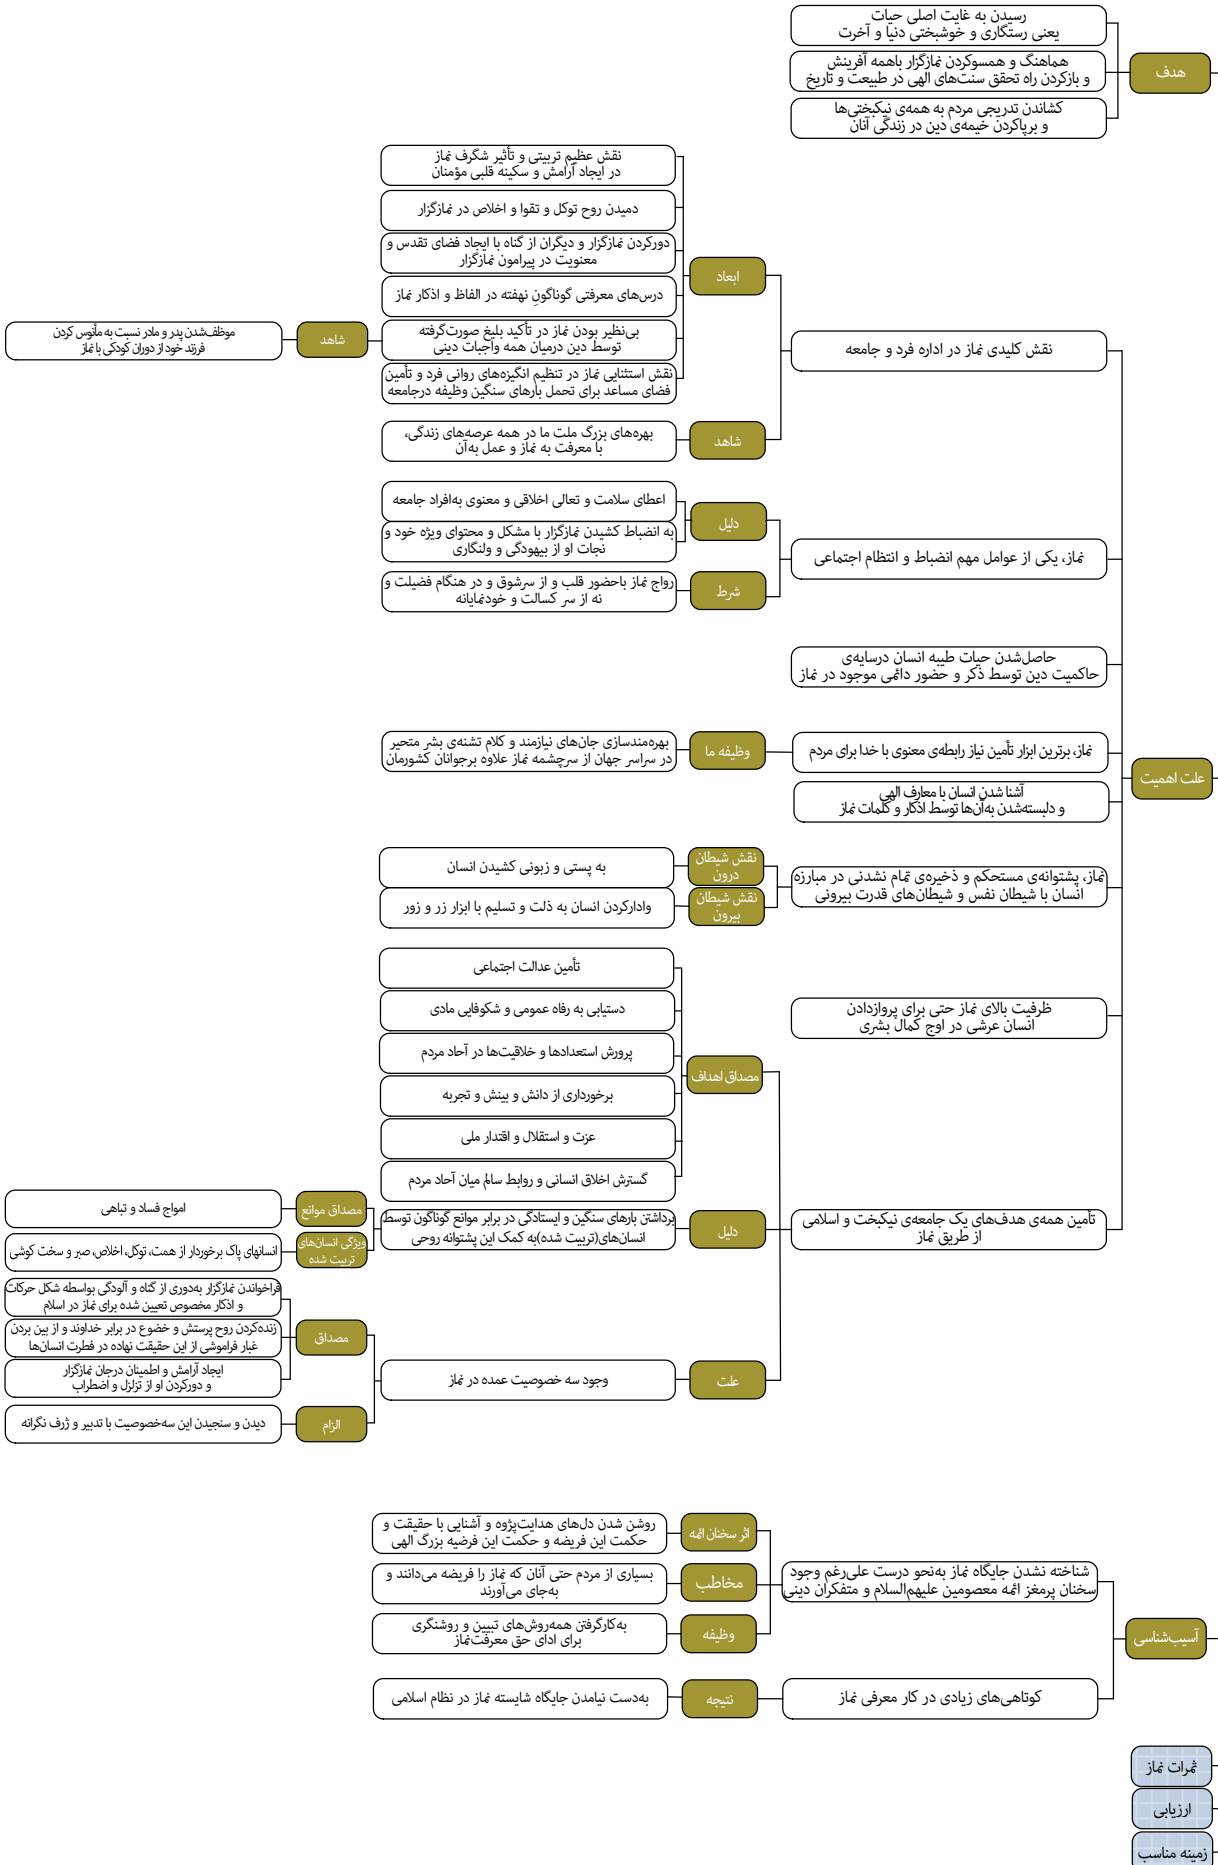 هدف
رسیدن به غایت اصلی حیات
یعنی رستگاری و خوشبختی دنیا و آخرت
هماهنگ و همسوکردن نمازگزار باهمه آفرینش
و بازکردن راه تحقق سنت‌های الهی در طبیعت و تاریخ
کشاندن تدریجی مردم به همه‌ی نیکبختی‌ها
و برپاکردن خیمه‌ی دین در زندگی آنان
علت اهمیت
نقش کلیدی نماز در اداره فرد و جامعه
ابعاد
نقش عظیم تربیتی و تأثیر شگرف نماز
در ایجاد آرامش و سکینه قلبی مؤمنان
دمیدن روح توکل و تقوا و اخلاص در نمازگزار
دورکردن نمازگزار و دیگران از گناه با ایجاد فضای تقدس و
معنویت در پیرامون نمازگزار
درس‌های معرفتی گوناگونِ نهفته در الفاظ و اذکار نماز
بی‌نظیر بودن نماز در تأکید بلیغ صورت‌گرفته
توسط دین درمیان همه واجبات دینی
شاهد
موظف‌شدن پدر و مادر نسبت به مأنوس کردن
فرزند خود از دوران کودکی با نماز
نقش استثنایی نماز در تنظیم انگیزه‌های روانی فرد و تأمین
فضای مساعد برای تحمل بارهای سنگین وظیفه درجامعه
شاهد
بهره‌های بزرگ ملت ما در همه عرصه‌های زندگی،
با معرفت به نماز و عمل به‌آن
نماز، یکی از عوامل مهم انضباط و انتظام اجتماعی
دلیل
اعطای سلامت و تعالی اخلاقی و معنوی به‌افراد جامعه
به انضباط کشیدن نمازگزار با مشکل و محتوای ویژه خود و
نجات او از بیهودگی و ولنگاری
شرط
رواج نماز باحضور قلب و از سرشوق و در هنگام فضیلت و
نه از سر کسالت و خودنمایانه
حاصل‌شدن حیات طیبه انسان درسایه‌ی
حاکمیت دین توسط ذکر و حضور دائمی موجود در نماز
نماز، برترین ابزار تأمین نیاز رابطه‌ی معنوی با خدا برای مردم
وظیفه ما
بهره‌مندسازی جان‌های نیازمند و کلام تشنه‌ی بشر متحیر
در سراسر جهان از سرچشمه نماز علاوه برجوانان کشورمان
آشنا شدن انسان با معارف الهی
و دلبسته‌شدن به‌آن‌ها توسط اذکار و کلمات نماز
نماز، پشتوانه‌ی مستحکم و ذخیره‌ی تمام نشدنی در مبارزه
انسان با شیطان نفس و شیطان‌های قدرت بیرونی
نقش شیطان
درون
به پستی و زبونی کشیدن انسان
نقش شیطان
بیرون
وادارکردن انسان به ذلت و تسلیم با ابزار زر و زور
ظرفیت بالای نماز حتی برای پروازدادن
انسان عرشی در اوج کمال بشری
تأمین همه‌ی هدف‌های یک جامعه‌ی نیکبخت و اسلامی
از طریق نماز
مصداق اهداف
تأمین عدالت اجتماعی
دستیابی به رفاه عمومی و شکوفایی مادی
پرورش استعدادها و خلاقیت‌ها در آحاد مردم
برخورداری از دانش و بینش و تجربه
عزت و استقلال و اقتدار ملی
گسترش اخلاق انسانی و روابط سالم میان آحاد مردم
دلیل
برداشتن بارهای سنگین و ایستادگی در برابر موانع گوناگون توسط
انسان‌های(تربیت شده)به کمک این پشتوانه روحی
مصداق موانع
امواج فساد و تباهی
ویژگی انسان‌های
تربیت شده
انسانهای پاک برخوردار از همت، توکل، اخلاص، صبر و سخت کوشی
علت
وجود سه خصوصیت عمده در نماز
مصداق
فراخواندن نمازگزار به‌دوری از گناه و آلودگی بواسطه شکل حرکات
و اذکار مخصوص تعیین شده برای نماز در اسلام
زنده‌کردن روح پرستش و خضوع در برابر خداوند و از بین بردن
غبار فراموشی از این حقیقت نهاده در فطرت انسان‌ها
ایجاد آرامش و اطمینان درجان نمازگزار
و دورکردن او از تزلزل و اضطراب
الزام
دیدن و سنجیدن این سه‌خصوصیت با تدبیر و ژرف نگرانه
آسیب‌شناسی
شناخته نشدن جایگاه نماز به‌نحو درست علی‌رغم وجود
سخنان پرمغز ائمه معصومین علیهم‌السلام و متفکران دینی
اثر سخنان ائمه
روشن شدن دل‌های هدایت‌پژوه و آشنایی با حقیقت و
حکمت این فریضه و حکمت این فرضیه بزرگ الهی
مخاطب
بسیاری از مردم حتی آنان که نماز را فریضه می‌دانند و
به‌جای می‌آورند
وظیفه
به‌کارگرفتن همه‌روش‌های تبیین و روشنگری
برای ادای حق معرفت‌نماز
کوتاهی‌های زیادی در کار معرفی نماز
نتیجه
به‌دست نیامدن جایگاه شایسته نماز در نظام اسلامی
ثمرات نماز
ارزیابی
زمینه مناسب